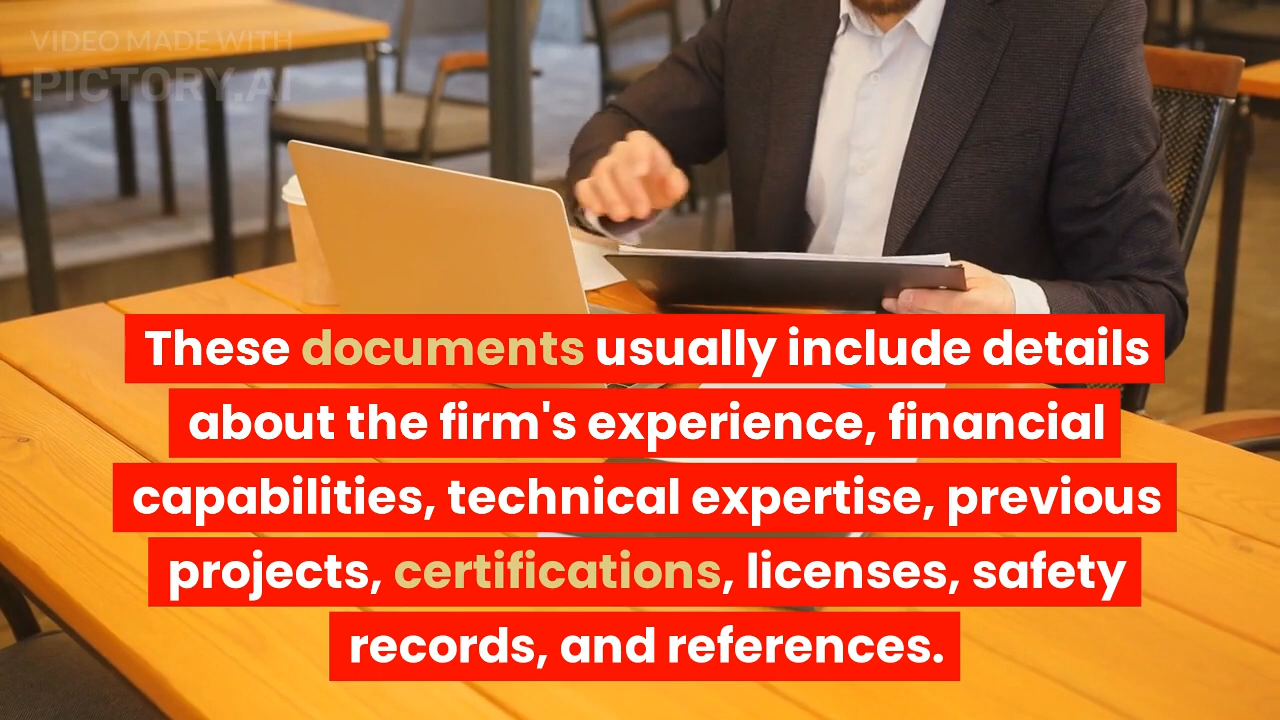 VIDEO MADE WITH
PICTORY.AI
These documents usually include details
about the firm's experience, financial
capabilities, technical expertise, previous
projects, certifications, licenses, safety
records, and references.